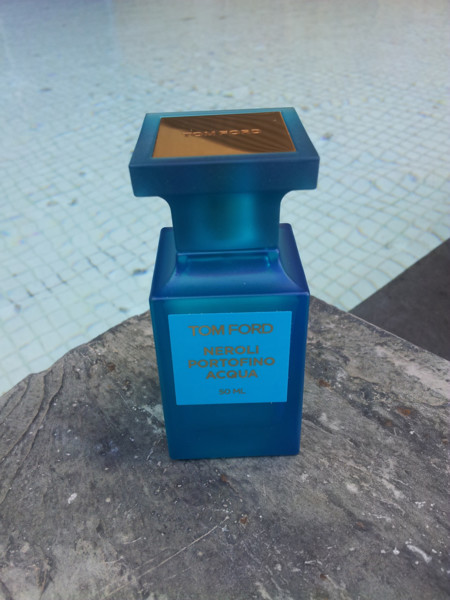 TOM FORD
TOM FORD
NEROLI
PORTOFINO
ACQUA
50 ML